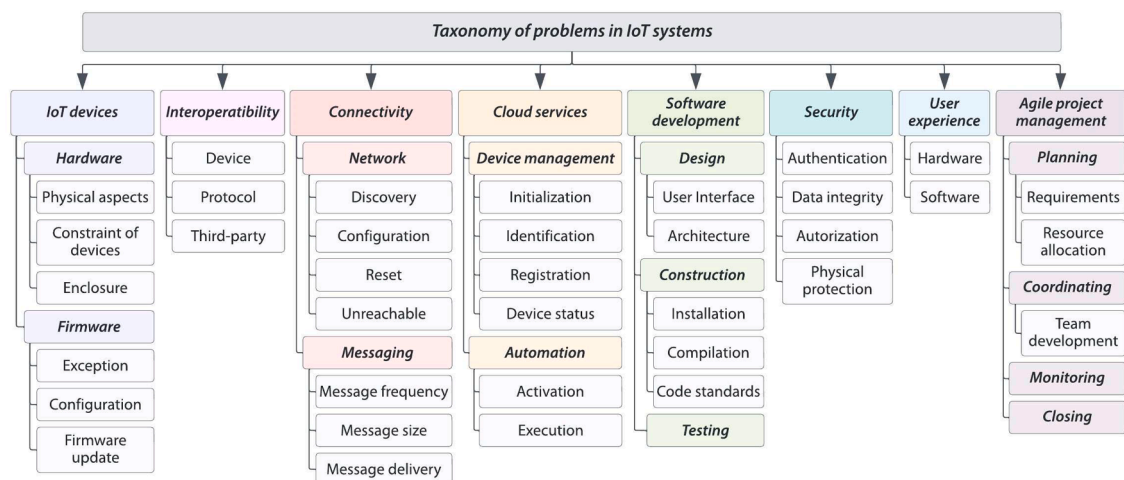 Taxonomy of problems in IoT systems
IoT devices
Hardware
Physical aspects
Constraint of
devices
Enclosure
Firmware
Exception
Configuration
Firmware
update
Interoperatibility
Device
Protocol
Third-party
Connectivity
Network
Discovery
Configuration
Reset
Unreachable
Messaging
Message frequency
Message size
Message delivery
Cloud services
Device management
Initialization
Identification
Registration
Device status
Automation
Activation
Execution
Software
development
Design
User Interface
Architecture
Construction
Installation
Compilation
Code standards
Testing
Security
Authentication
Data integrity
Autorization
Physical
protection
User
experience
Hardware
Software
Agile project
management
Planning
Requirements
Resource
allocation
Coordinating
Team
development
Monitoring
Closing